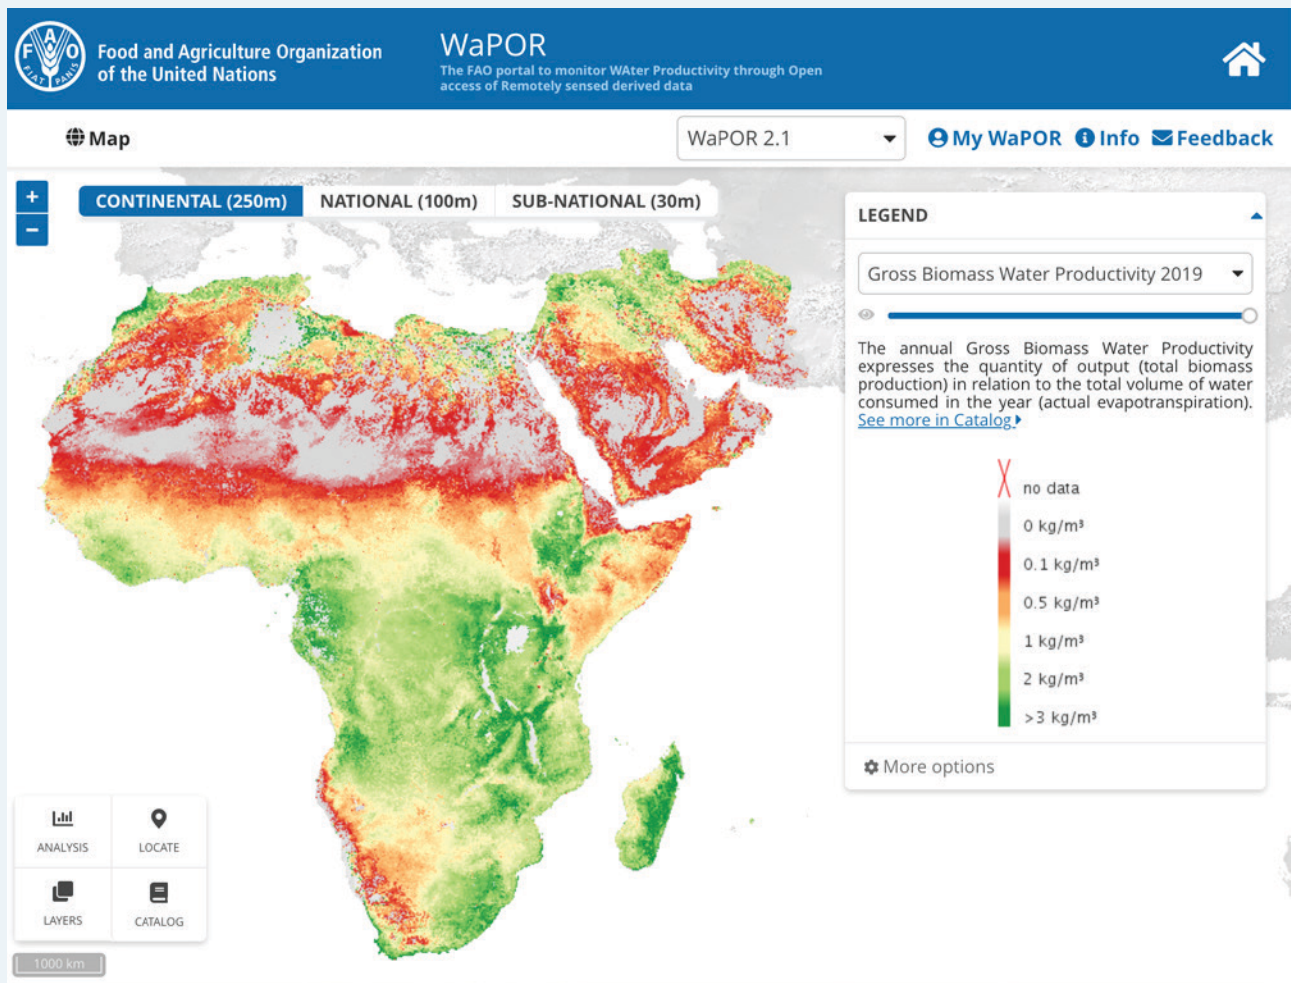 FAO
FIAT PANIS
Food and Agriculture Organization
of the United Nations
WaPOR
The FAO portal to monitor WAter Productivity through Open
access of Remotely sensed derived data
Map
WaPOR 2.1
My WaPOR
Info
Feedback
+
−
CONTINENTAL (250m)
NATIONAL (100m)
SUB-NATIONAL (30m)
LEGEND
Gross Biomass Water Productivity 2019
The annual Gross Biomass Water Productivity
expresses the quantity of output (total biomass
production) in relation to the total volume of water
consumed in the year (actual evapotranspiration).
See more in Catalog
no data
0 kg/m³
0.1 kg/m³
0.5 kg/m³
1 kg/m³
2 kg/m³
>3 kg/m³
More options
ANALYSIS
LOCATE
LAYERS
CATALOG
1000 km